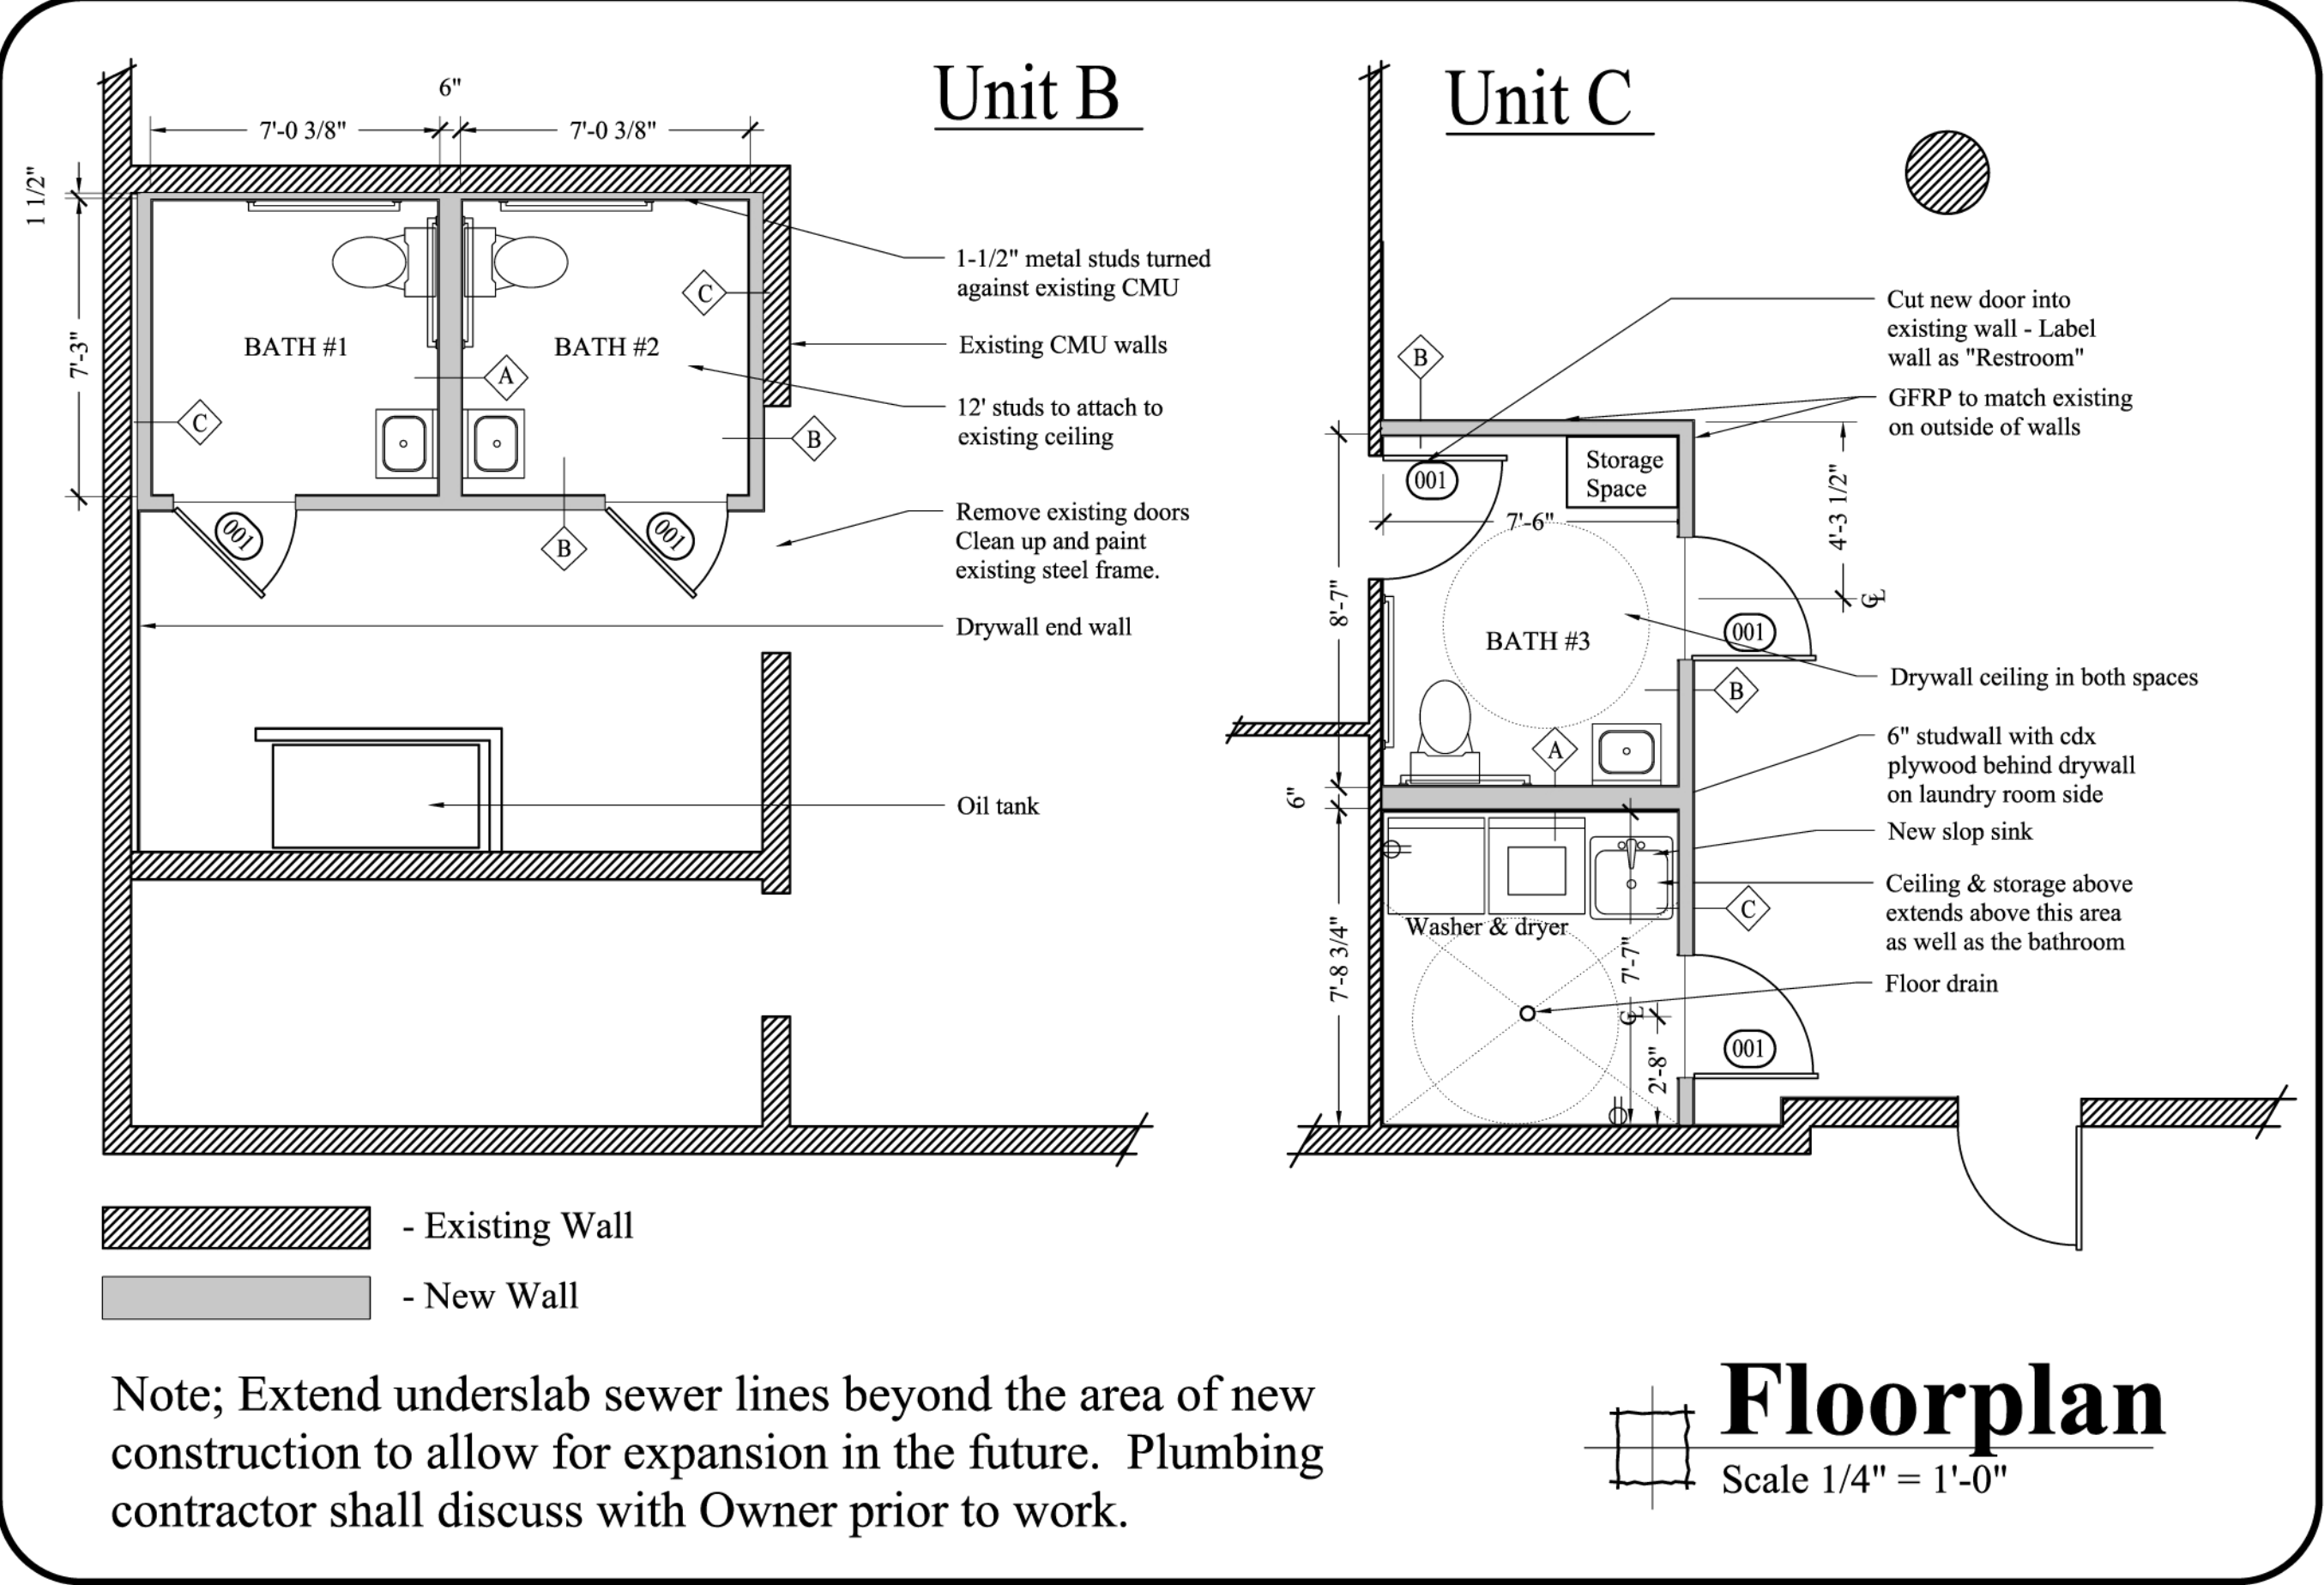 Unit B
6"
7'-0 3/8"
7'-0 3/8"
1 1/2"
7'-3"
BATH #1
BATH #2
C
A
C
B
B
001
001
1-1/2" metal studs turned
against existing CMU
Existing CMU walls
12' studs to attach to
existing ceiling
Remove existing doors
Clean up and paint
existing steel frame.
Drywall end wall
Oil tank
Unit C
Cut new door into
existing wall - Label
wall as "Restroom"
GFRP to match existing
on outside of walls
B
001
Storage
Space
7'-6"
4'-3 1/2"
CL
8'-7"
BATH #3
001
B
A
Drywall ceiling in both spaces
6" studwall with cdx
plywood behind drywall
on laundry room side
6"
New slop sink
Ceiling & storage above
extends above this area
as well as the bathroom
C
Washer & dryer
7'-8 3/4"
7'-7"
Floor drain
CL
2'-8"
001
- Existing Wall
- New Wall
Note; Extend underslab sewer lines beyond the area of new
construction to allow for expansion in the future. Plumbing
contractor shall discuss with Owner prior to work.
Floorplan
Scale 1/4" = 1'-0"